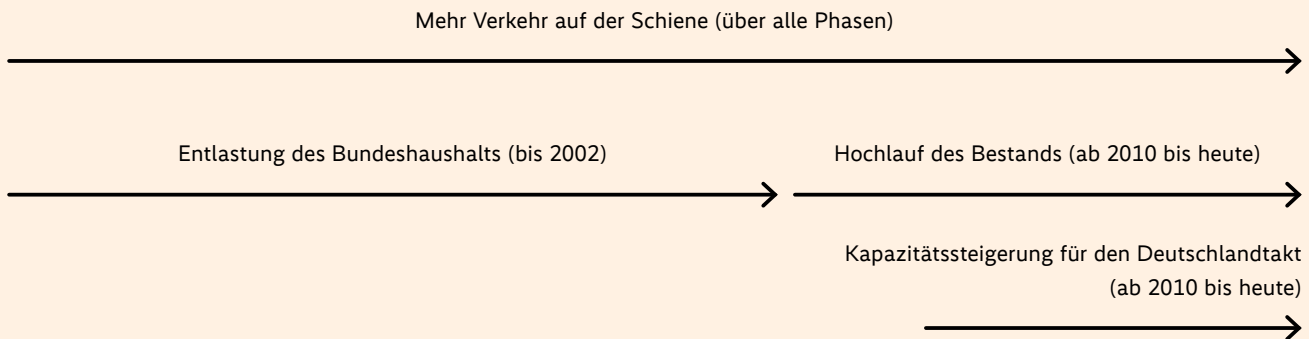 Mehr Verkehr auf der Schiene (über alle Phasen)
Entlastung des Bundeshaushalts (bis 2002)
Hochlauf des Bestands (ab 2010 bis heute)
Kapazitätssteigerung für den Deutschlandtakt
(ab 2010 bis heute)